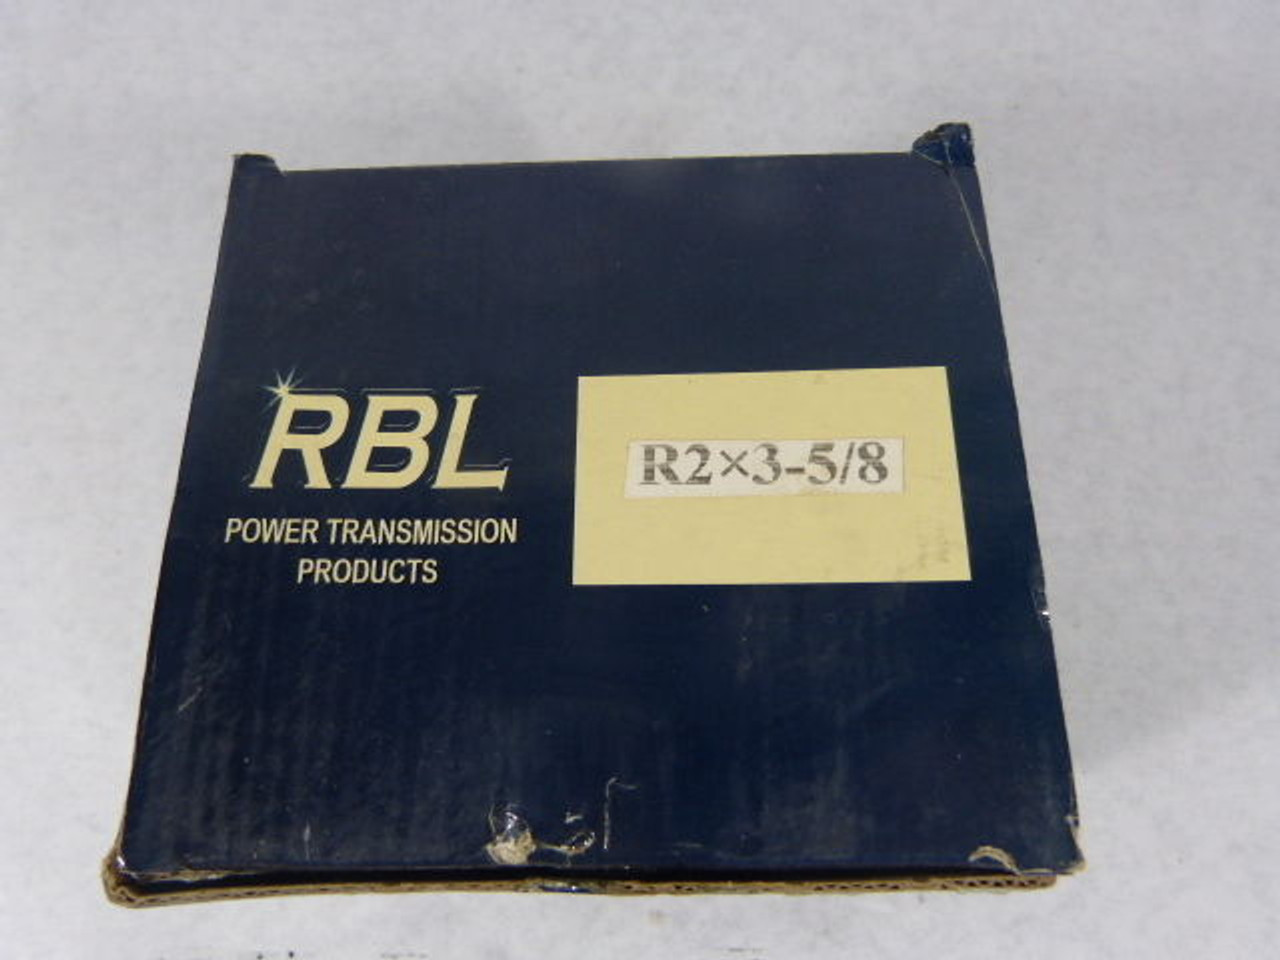 RBL
POWER TRANSMISSION
PRODUCTS
R2×3-5/8